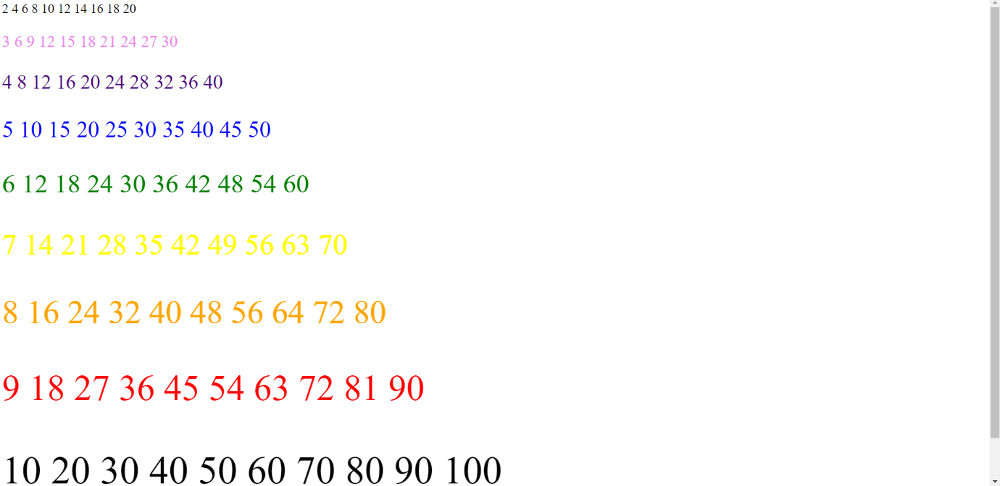 2 4 6 8 10 12 14 16 18 20
3 6 9 12 15 18 21 24 27 30
4 8 12 16 20 24 28 32 36 40
5 10 15 20 25 30 35 40 45 50
6 12 18 24 30 36 42 48 54 60
7 14 21 28 35 42 49 56 63 70
8 16 24 32 40 48 56 64 72 80
9 18 27 36 45 54 63 72 81 90
10 20 30 40 50 60 70 80 90 100